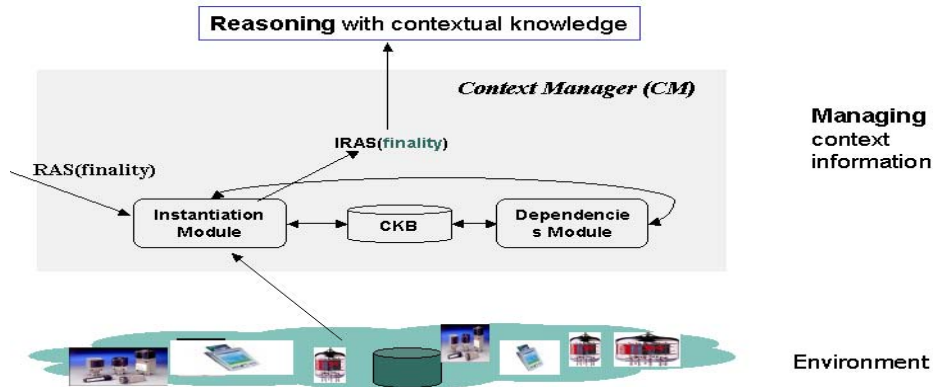 Reasoning with contextual knowledge
Context Manager (CM)
Managing
context
information
IRAS(finality)
RAS(finality)
Instantiation
Module
CKB
Dependencie
s Module
Environment